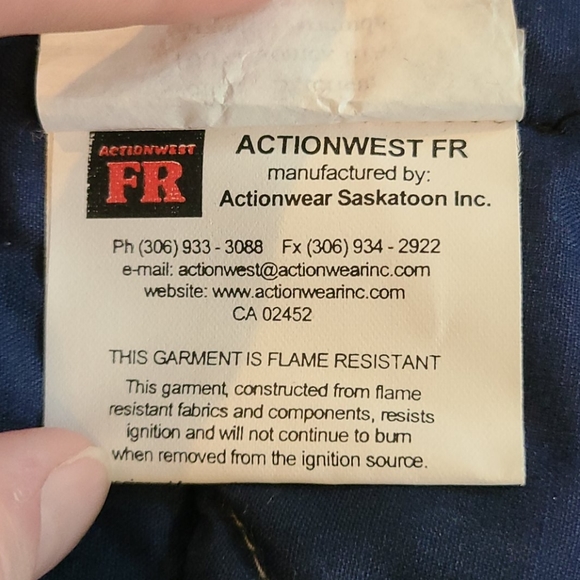 ACTIONWEST
FR
ACTIONWEST FR
manufactured by:
Actionwear Saskatoon Inc.
Ph (306) 933 - 3088 Fx (306) 934 - 2922
e-mail: actionwest@actionwearinc.com
website: www.actionwearinc.com
CA 02452
THIS GARMENT IS FLAME RESISTANT
This garment, constructed from flame
resistant fabrics and components, resists
ignition and will not continue to burn
when removed from the ignition source.